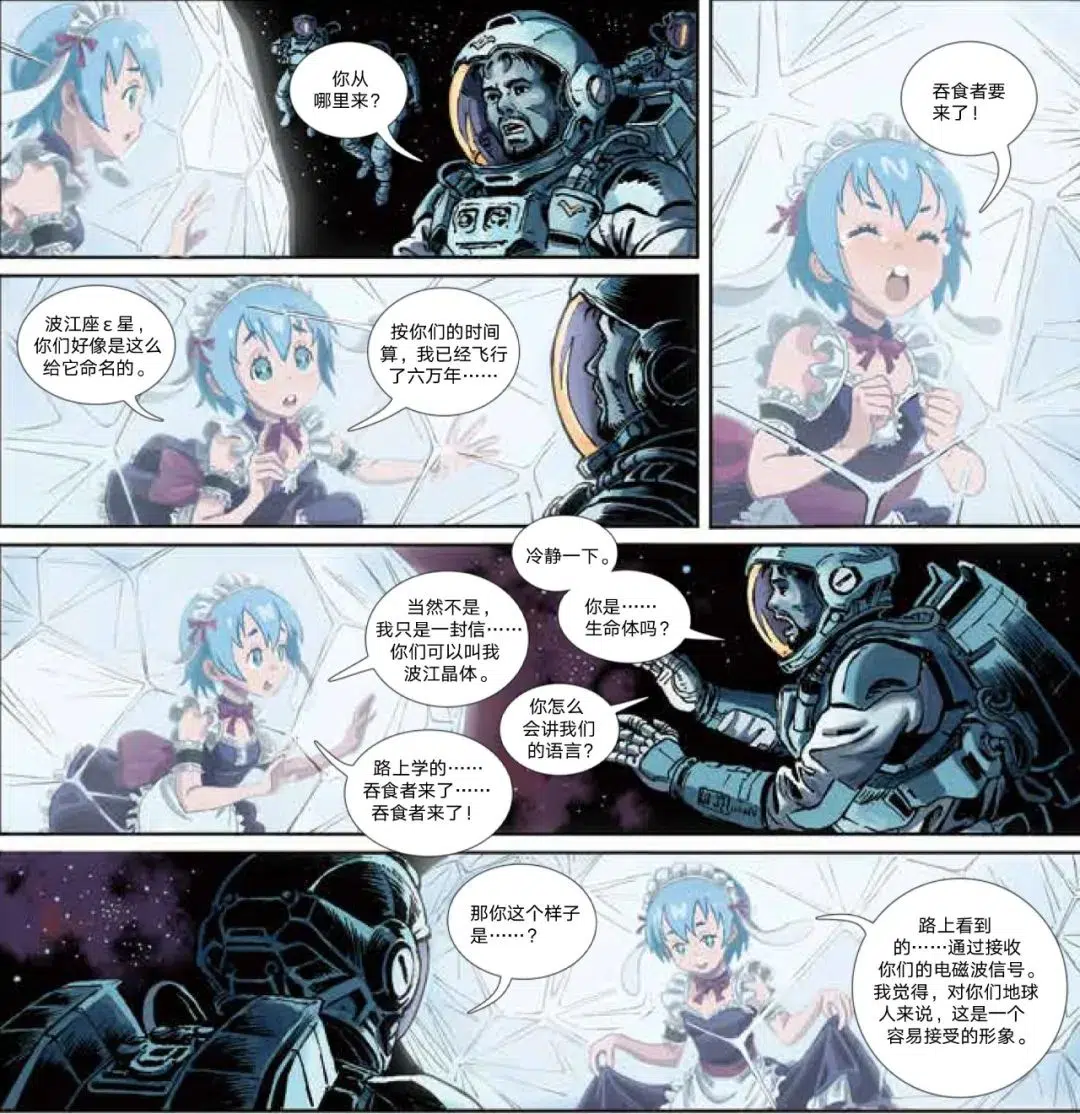 你从
哪里来？
吞食者要
来了！
波江座ε星，
你们好像是这么
给它命名的。
按你们的时间
算，我已经飞行
了六万年……
冷静一下。
你是……
生命体吗？
当然不是，
我只是一封信……
你们可以叫我
波江晶体。
你怎么
会讲我们
的语言？
路上学的……
吞食者来了……
吞食者来了！
那你这个样子
是……？
路上看到
的……通过接收
你们的电磁波信号。
我觉得，对你们地球
人来说，这是一个
容易接受的形象。